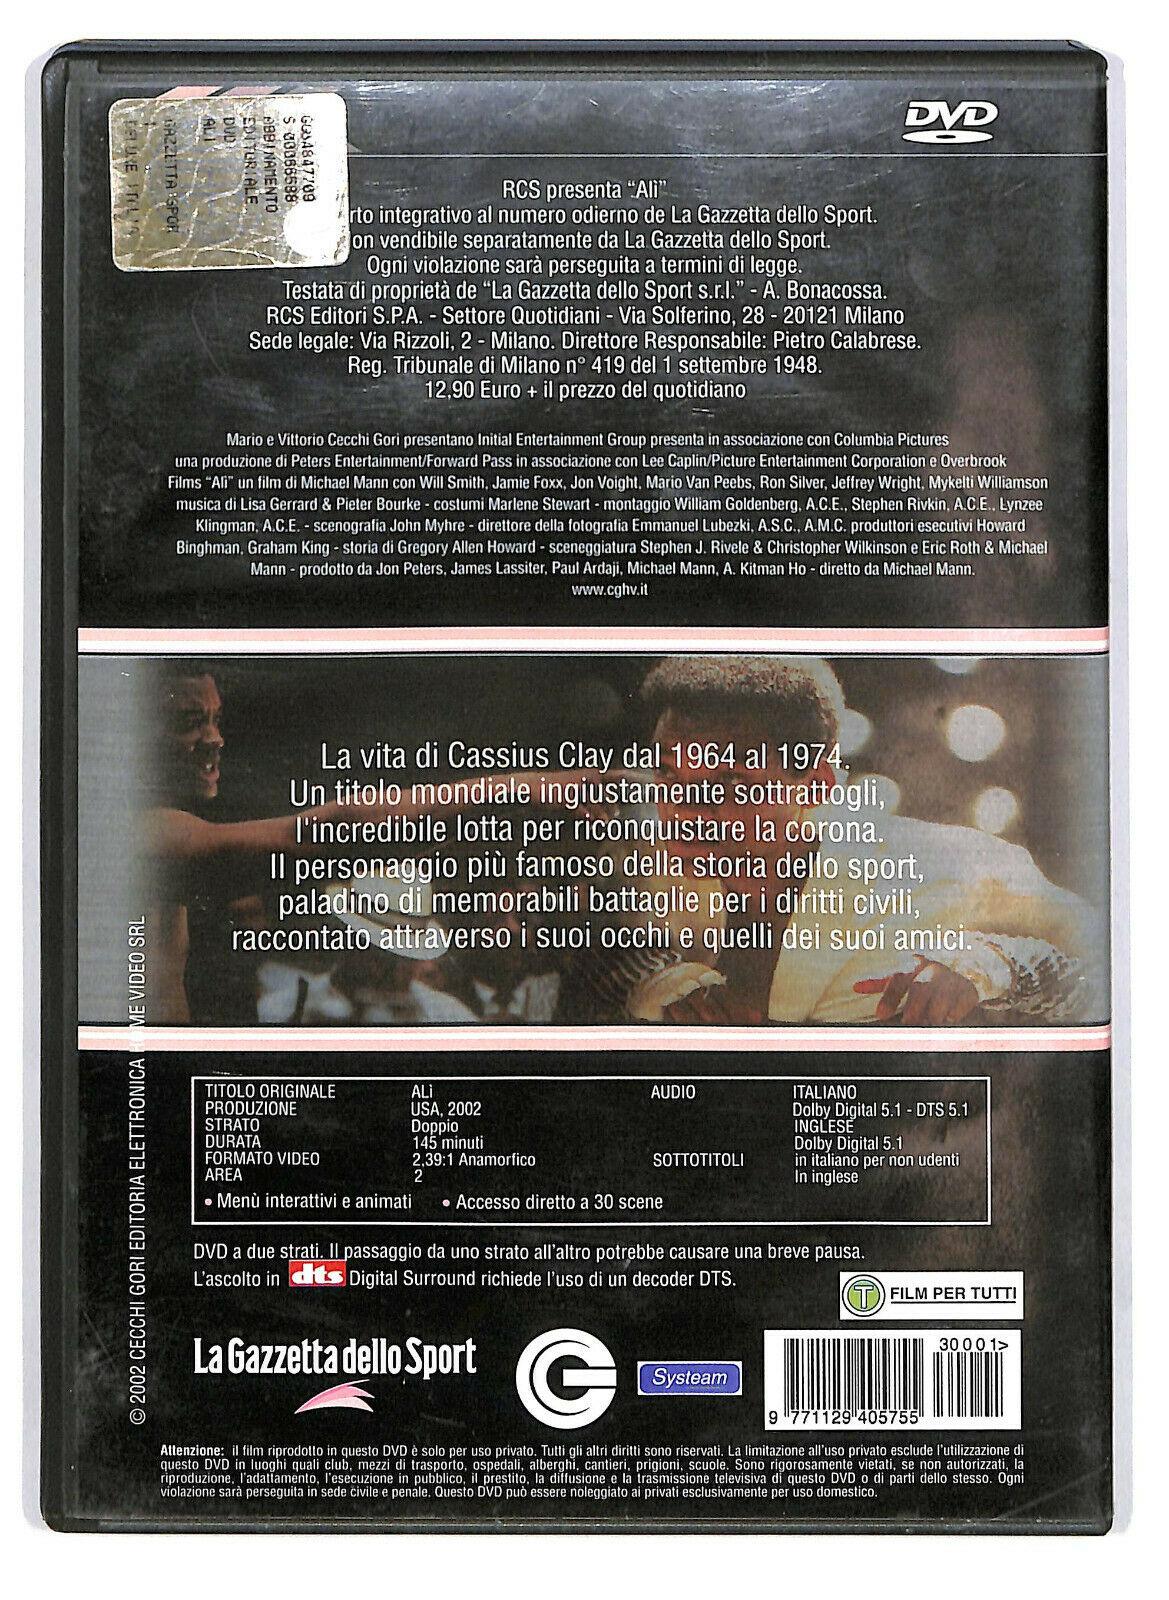 DVD
S 00066588
ABBINAMENTO
EDITORIALE
DVD
ALI
GAZZETTA SPOR
RCS presenta “Alì”
rto integrativo al numero odierno de La Gazzetta dello Sport.
on vendibile separatamente da La Gazzetta dello Sport.
Ogni violazione sarà perseguita a termini di legge.
Testata di proprietà de “La Gazzetta dello Sport s.r.l.” - A. Bonacossa.
RCS Editori S.P.A. - Settore Quotidiani - Via Solferino, 28 - 20121 Milano
Sede legale: Via Rizzoli, 2 - Milano. Direttore Responsabile: Pietro Calabrese.
Reg. Tribunale di Milano n° 419 del 1 settembre 1948.
12,90 Euro + il prezzo del quotidiano
Mario e Vittorio Cecchi Gori presentano Initial Entertainment Group presenta in associazione con Columbia Pictures
una produzione di Peters Entertainment/Forward Pass in associazione con Lee Caplin/Picture Entertainment Corporation e Overbrook
Films “Alì” un film di Michael Mann con Will Smith, Jamie Foxx, Jon Voight, Mario Van Peebs, Ron Silver, Jeffrey Wright, Mykelti Williamson
musica di Lisa Gerrard & Pieter Bourke - costumi Marlene Stewart - montaggio William Goldenberg, A.C.E., Stephen Rivkin, A.C.E., Lynzee
Klingman, A.C.E. - scenografia John Myhre - direttore della fotografia Emmanuel Lubezki, A.S.C., A.M.C. produttori esecutivi Howard
Binghman, Graham King - storia di Gregory Allen Howard - sceneggiatura Stephen J. Rivele & Christopher Wilkinson e Eric Roth & Michael
Mann - prodotto da Jon Peters, James Lassiter, Paul Ardaji, Michael Mann, A. Kitman Ho - diretto da Michael Mann.
www.cghv.it
La vita di Cassius Clay dal 1964 al 1974.
Un titolo mondiale ingiustamente sottrattogli,
l'incredibile lotta per riconquistare la corona.
Il personaggio più famoso della storia dello sport,
paladino di memorabili battaglie per i diritti civili,
raccontato attraverso i suoi occhi e quelli dei suoi amici.
© 2002 CECCHI GORI EDITORIA ELETTRONICA HOME VIDEO SRL
TITOLO ORIGINALE ALì AUDIO ITALIANO
PRODUZIONE USA, 2002 Dolby Digital 5.1 - DTS 5.1
STRATO Doppio INGLESE
DURATA 145 minuti Dolby Digital 5.1
FORMATO VIDEO 2,39:1 Anamorfico SOTTOTITOLI in italiano per non udenti
AREA 2 In inglese
• Menù interattivi e animati • Accesso diretto a 30 scene
DVD a due strati. Il passaggio da uno strato all'altro potrebbe causare una breve pausa.
L'ascolto in dts Digital Surround richiede l'uso di un decoder DTS.
T FILM PER TUTTI
La Gazzetta dello Sport
Systeam
30001>
9 771129 405755
Attenzione: il film riprodotto in questo DVD è solo per uso privato. Tutti gli altri diritti sono riservati. La limitazione all'uso privato esclude l'utilizzazione di
questo DVD in luoghi quali club, mezzi di trasporto, ospedali, alberghi, cantieri, prigioni, scuole. Sono rigorosamente vietati, se non autorizzati, la
riproduzione, l'adattamento, l'esecuzione in pubblico, il prestito, la diffusione e la trasmissione televisiva di questo DVD o di parti dello stesso. Ogni
violazione sarà perseguita in sede civile e penale. Questo DVD può essere noleggiato ai privati esclusivamente per uso domestico.